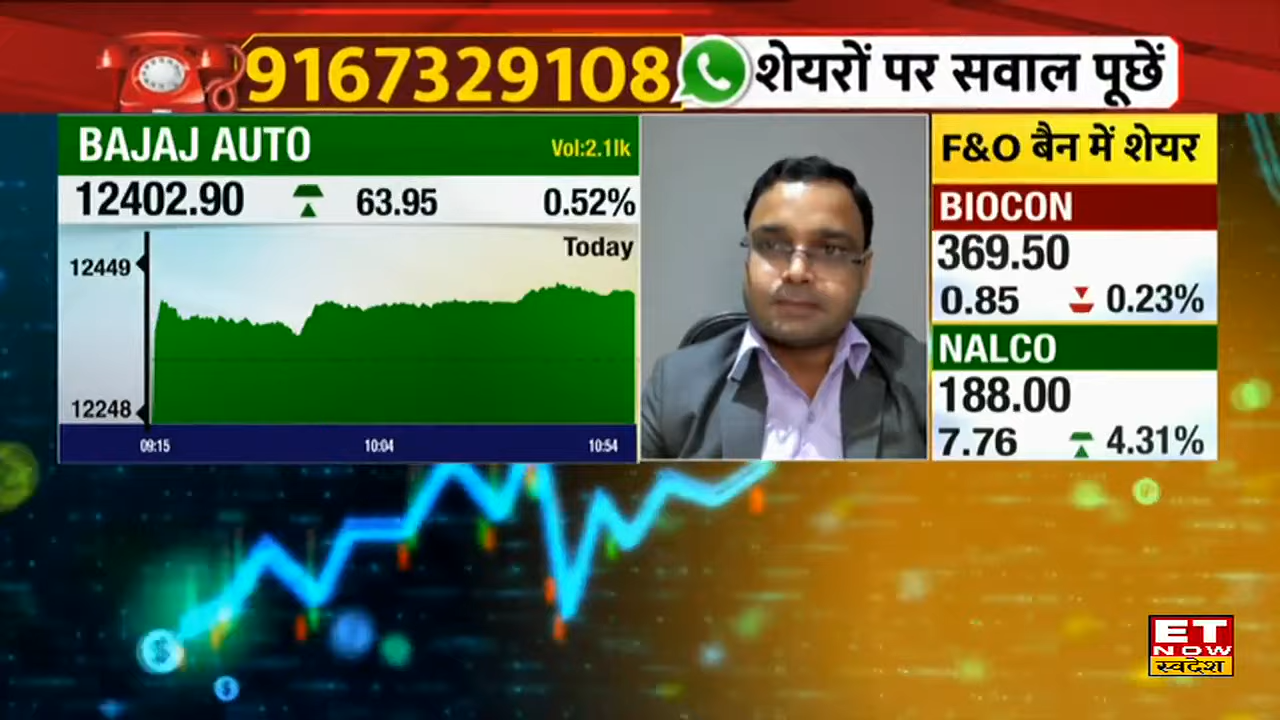 9167329108 शेयरों पर सवाल पूछें
BAJAJ AUTO Vol:2.1lk
12402.90 63.95 0.52%
Today
12449
12248
09:15 10:04 10:54
F&O बैन में शेयर
BIOCON
369.50
0.85 0.23%
NALCO
188.00
7.76 4.31%
ET
NOW
स्वदेश